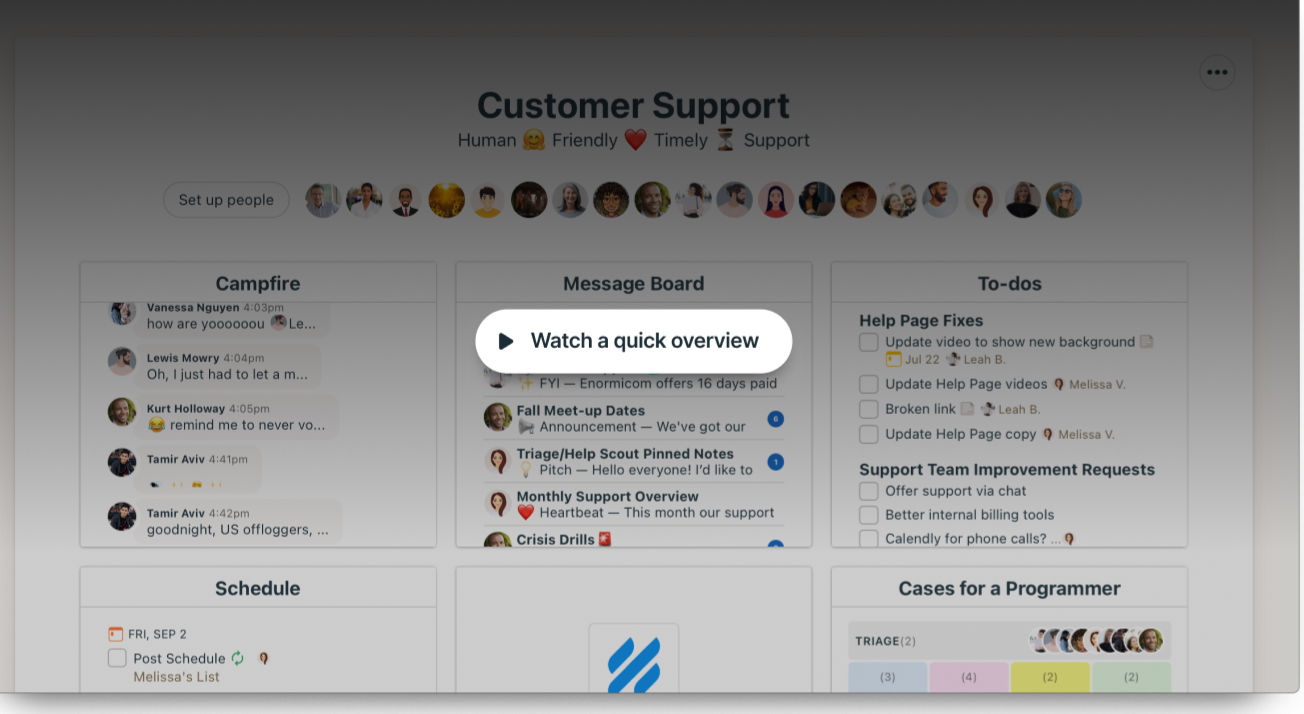 Customer Support
Human 🤗 Friendly ❤️ Timely ⏳ Support
Set up people
Campfire
Vanessa Nguyen 4:03pm
how are yoooooou Le...
Lewis Mowry 4:04pm
Oh, I just had to let a m...
Kurt Holloway 4:05pm
😂 remind me to never vo...
Tamir Aviv 4:41pm
Tamir Aviv 4:42pm
goodnight, US offloggers, ...
Message Board
Watch a quick overview
✨ FYI — Enormicom offers 16 days paid
Fall Meet-up Dates
6
📢 Announcement — We've got our
Triage/Help Scout Pinned Notes
1
💡 Pitch — Hello everyone! I'd like to
Monthly Support Overview
❤️ Heartbeat — This month our support
Crisis Drills 🚨
To-dos
Help Page Fixes
Update video to show new background
Jul 22 Leah B.
Update Help Page videos Melissa V.
Broken link Leah B.
Update Help Page copy Melissa V.
Support Team Improvement Requests
Offer support via chat
Better internal billing tools
Calendly for phone calls? ...
Schedule
FRI, SEP 2
Post Schedule
Melissa's List
Cases for a Programmer
TRIAGE(2)
(3) (4) (2) (2)